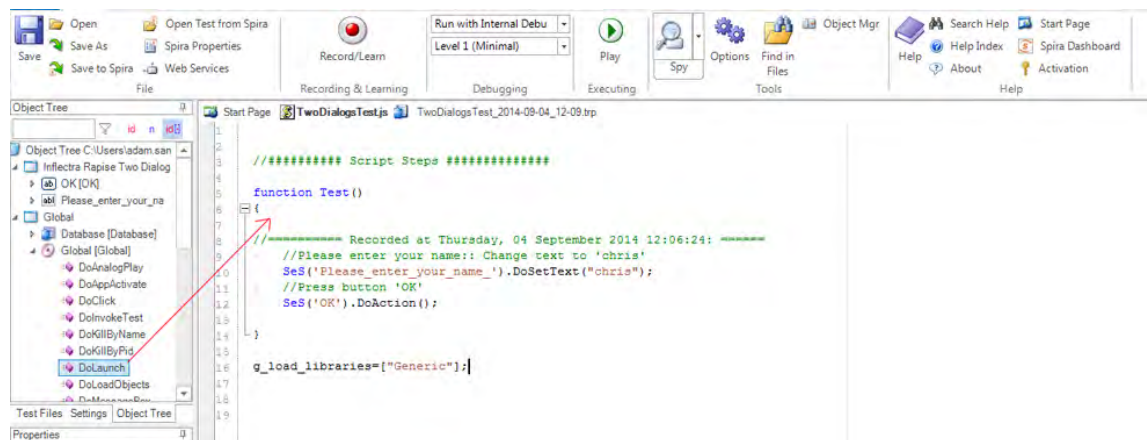 Save
Open
Save As
Save to Spira
Open Test from Spira
Spira Properties
Web Services
File
Record/Learn
Recording & Learning
Run with Internal Debu
Level 1 (Minimal)
Debugging
Play
Executing
Spy
Options
Find in
Files
Object Mgr
Tools
Help
Search Help
Help Index
About
Start Page
Spira Dashboard
Activation
Help
Object Tree
id n id
Object Tree C:\Users\adam.san
Inflectra Rapise Two Dialog
OK [OK]
Please_enter_your_na
Global
Database [Database]
Global [Global]
DoAnalogPlay
DoAppActivate
DoClick
DoInvokeTest
DoKillByName
DoKillByPid
DoLaunch
DoLoadObjects
DoMessageBox
Test Files Settings Object Tree
Properties
Start Page TwoDialogsTest.js TwoDialogsTest_2014-09-04_12-09.trp
1
2
3 //########## Script Steps ##############
4
5 function Test()
6 {
7
8 //========== Recorded at Thursday, 04 September 2014 12:06:24: ======
9 //Please enter your name:: Change text to 'chris'
10 SeS('Please_enter_your_name_').DoSetText("chris");
11 //Press button 'OK'
12 SeS('OK').DoAction();
13
14 }
15
16 g_load_libraries=["Generic"];
17
18
19